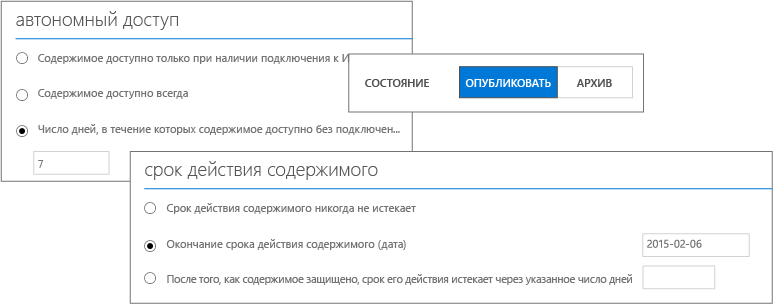 автономный доступ
Содержимое доступно только при наличии подключения к И
Содержимое доступно всегда
Число дней, в течение которых содержимое доступно без подключен...
7
СОСТОЯНИЕ ОПУБЛИКОВАТЬ АРХИВ
срок действия содержимого
Срок действия содержимого никогда не истекает
Окончание срока действия содержимого (дата) 2015-02-06
После того, как содержимое защищено, срок его действия истекает через указанное число дней